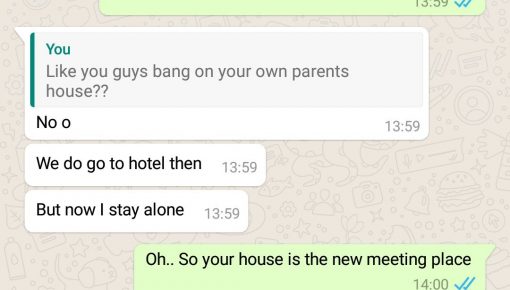 13:59
You
Like you guys bang on your own parents
house??
No o
13:59
We do go to hotel then
13:59
But now I stay alone
13:59
Oh.. So your house is the new meeting place
14:00